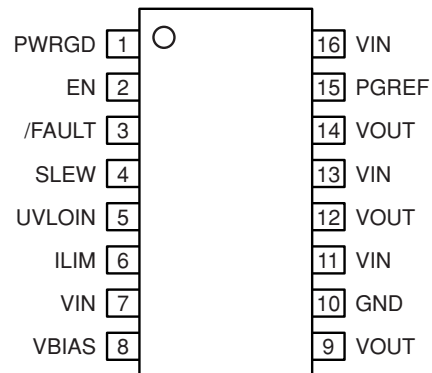 PWRGD 1 16 VIN
EN 2 15 PGREF
/FAULT 3 14 VOUT
SLEW 4 13 VIN
UVLOIN 5 12 VOUT
ILIM 6 11 VIN
VIN 7 10 GND
VBIAS 8 9 VOUT